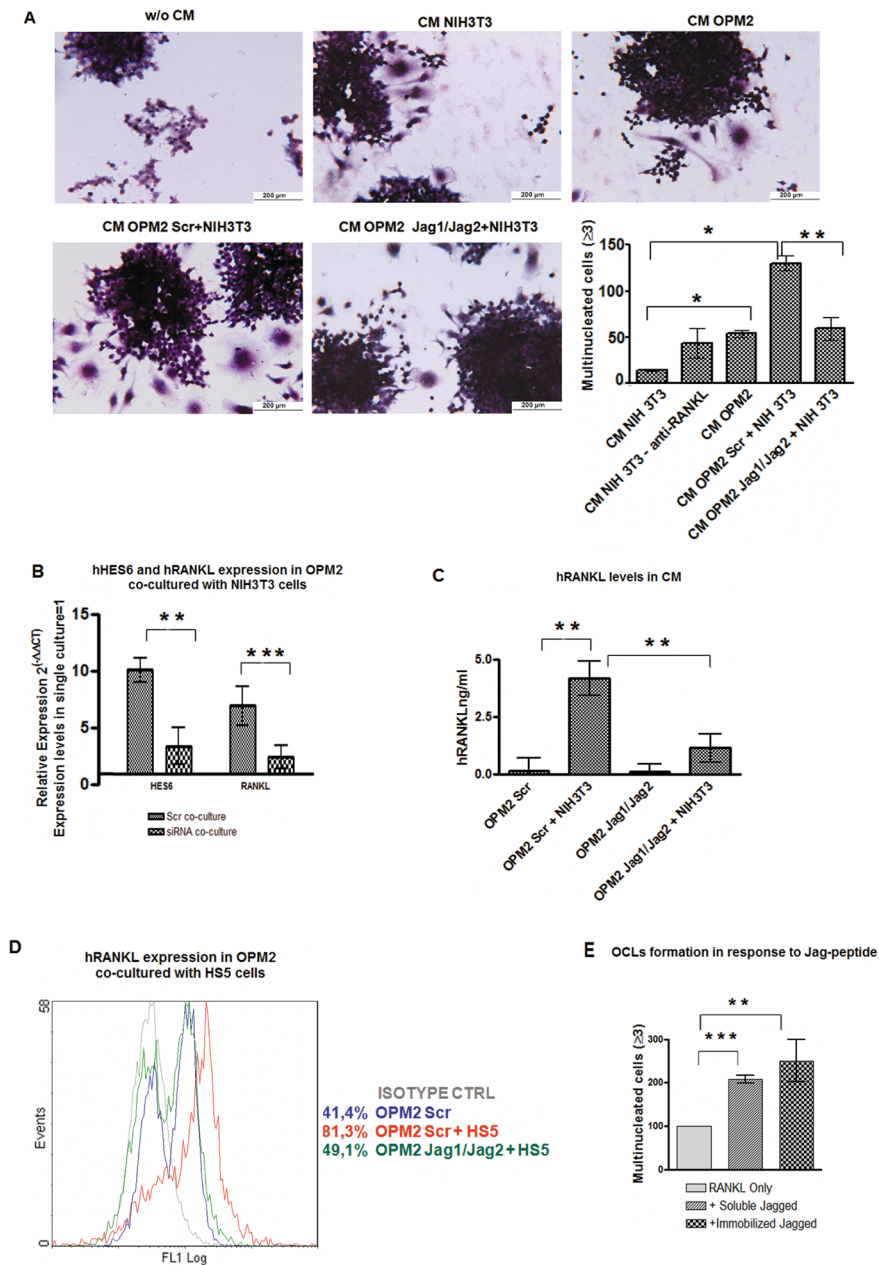 A
w/o CM
CM NIH3T3
CM OPM2
200 µm
200 µm
200 µm
CM OPM2 Scr+NIH3T3
CM OPM2 Jag1/Jag2+NIH3T3
200 µm
200 µm
Multinucleated cells (≥3)
150
100
50
0
*
*
* *
CM NIH 3T3
CM NIH 3T3 - anti-RANKL
CM OPM2
CM OPM2 Scr + NIH 3T3
CM OPM2 Jag1/Jag2 + NIH 3T3
B
hHES6 and hRANKL expression in OPM2
co-cultured with NIH3T3 cells
Relative Expression 2(-ΔΔCT)
Expression levels in single culture=1
15
10
5
0
* *
* * *
HES6
RANKL
Scr co-culture
siRNA co-culture
C
hRANKL levels in CM
hRANKLng/ml
5.0
2.5
0.0
* *
* *
OPM2 Scr
OPM2 Scr + NIH3T3
OPM2 Jag1/Jag2
OPM2 Jag1/Jag2 + NIH3T3
D
hRANKL expression in OPM2
co-cultured with HS5 cells
58
Events
0
FL1 Log
ISOTYPE CTRL
41,4% OPM2 Scr
81,3% OPM2 Scr + HS5
49,1% OPM2 Jag1/Jag2 + HS5
E
OCLs formation in response to Jag-peptide
Multinucleated cells (≥3)
300
200
100
0
* *
* * *
RANKL Only
+ Soluble Jagged
+Immobilized Jagged